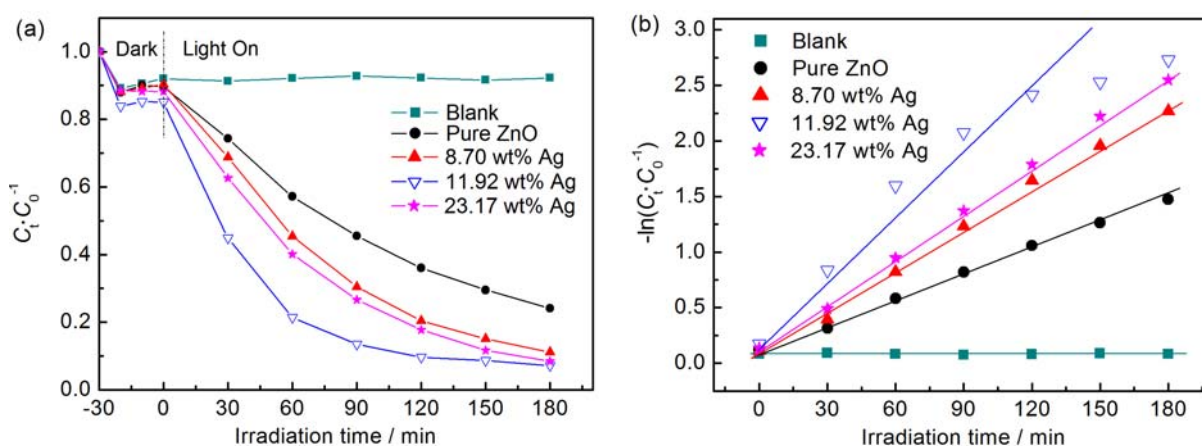 (a)
Dark Light On
Blank
Pure ZnO
8.70 wt% Ag
11.92 wt% Ag
23.17 wt% Ag
1.0
0.8
0.6
0.4
0.2
0.0
Cₜ·C₀⁻¹
-30 0 30 60 90 120 150 180
Irradiation time / min
(b)
Blank
Pure ZnO
8.70 wt% Ag
11.92 wt% Ag
23.17 wt% Ag
-3.0
2.5
2.0
1.5
1.0
0.5
0.0
-ln(Cₜ·C₀⁻¹)
0 30 60 90 120 150 180
Irradiation time / min